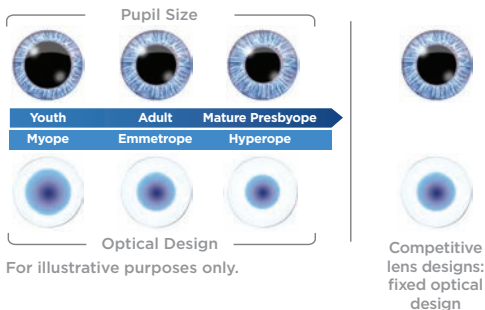 Pupil Size
Youth Adult Mature Presbyope
Myope Emmetrope Hyperope
Optical Design
For illustrative purposes only.
Competitive
lens designs:
fixed optical
design